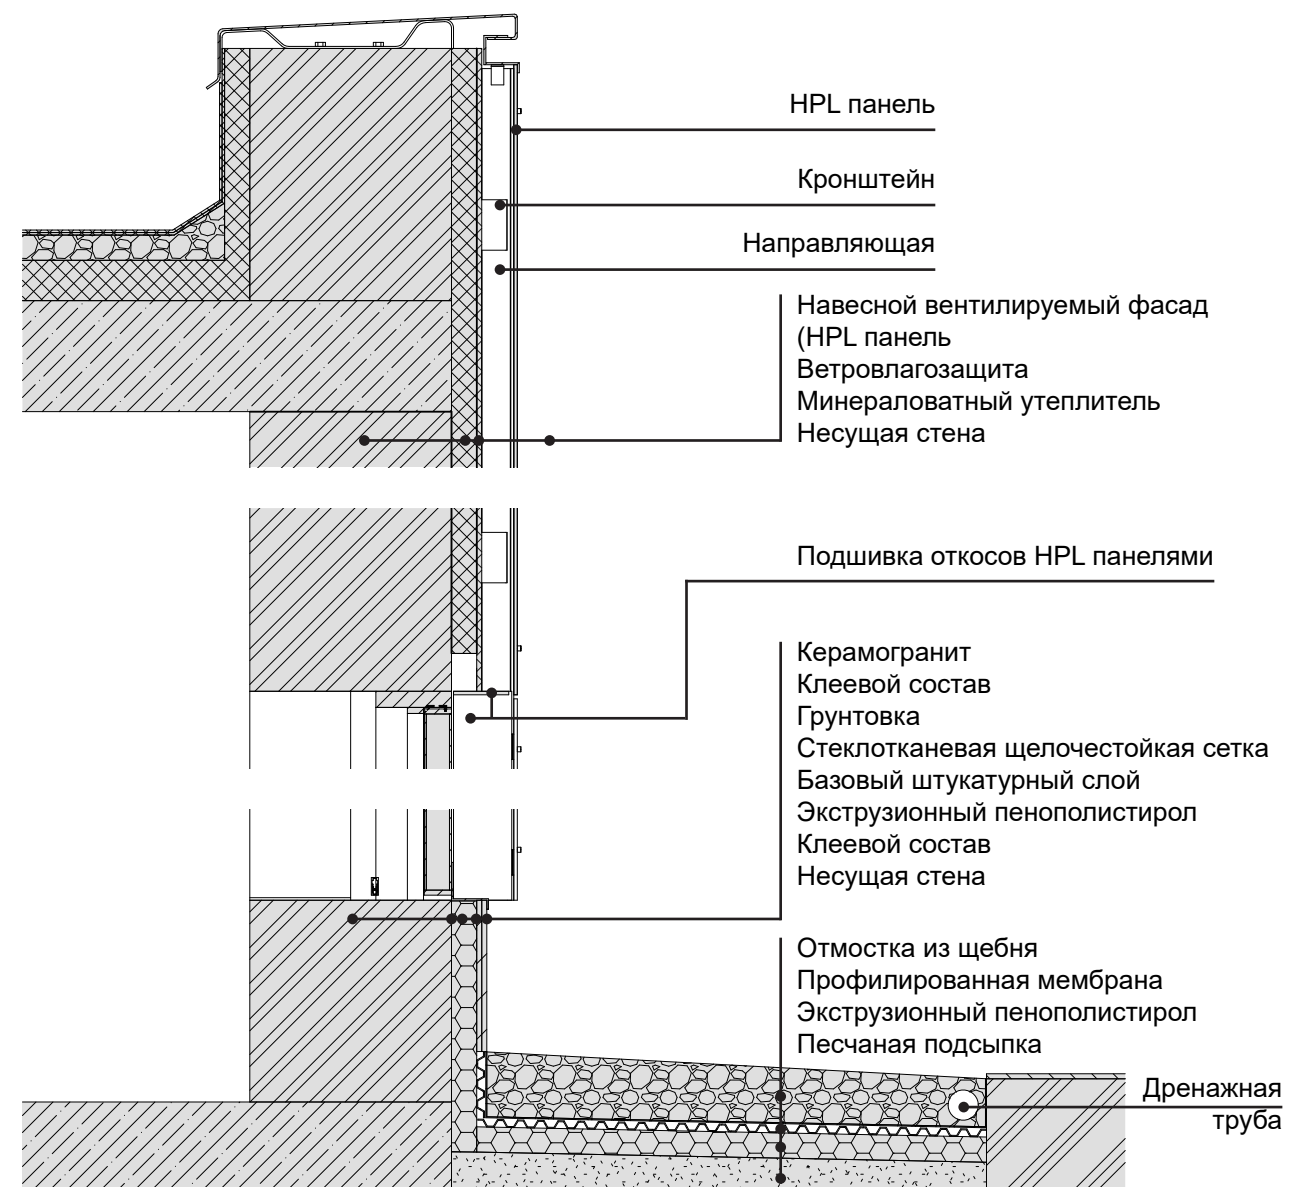 HPL панель
Кронштейн
Направляющая
Навесной вентилируемый фасад
(HPL панель
Ветровлагозащита
Минераловатный утеплитель
Несущая стена
Подшивка откосов HPL панелями
Керамогранит
Клеевой состав
Грунтовка
Стеклотканевая щелочестойкая сетка
Базовый штукатурный слой
Экструзионный пенополистирол
Клеевой состав
Несущая стена
Отмостка из щебня
Профилированная мембрана
Экструзионный пенополистирол
Песчаная подсыпка
Дренажная
труба